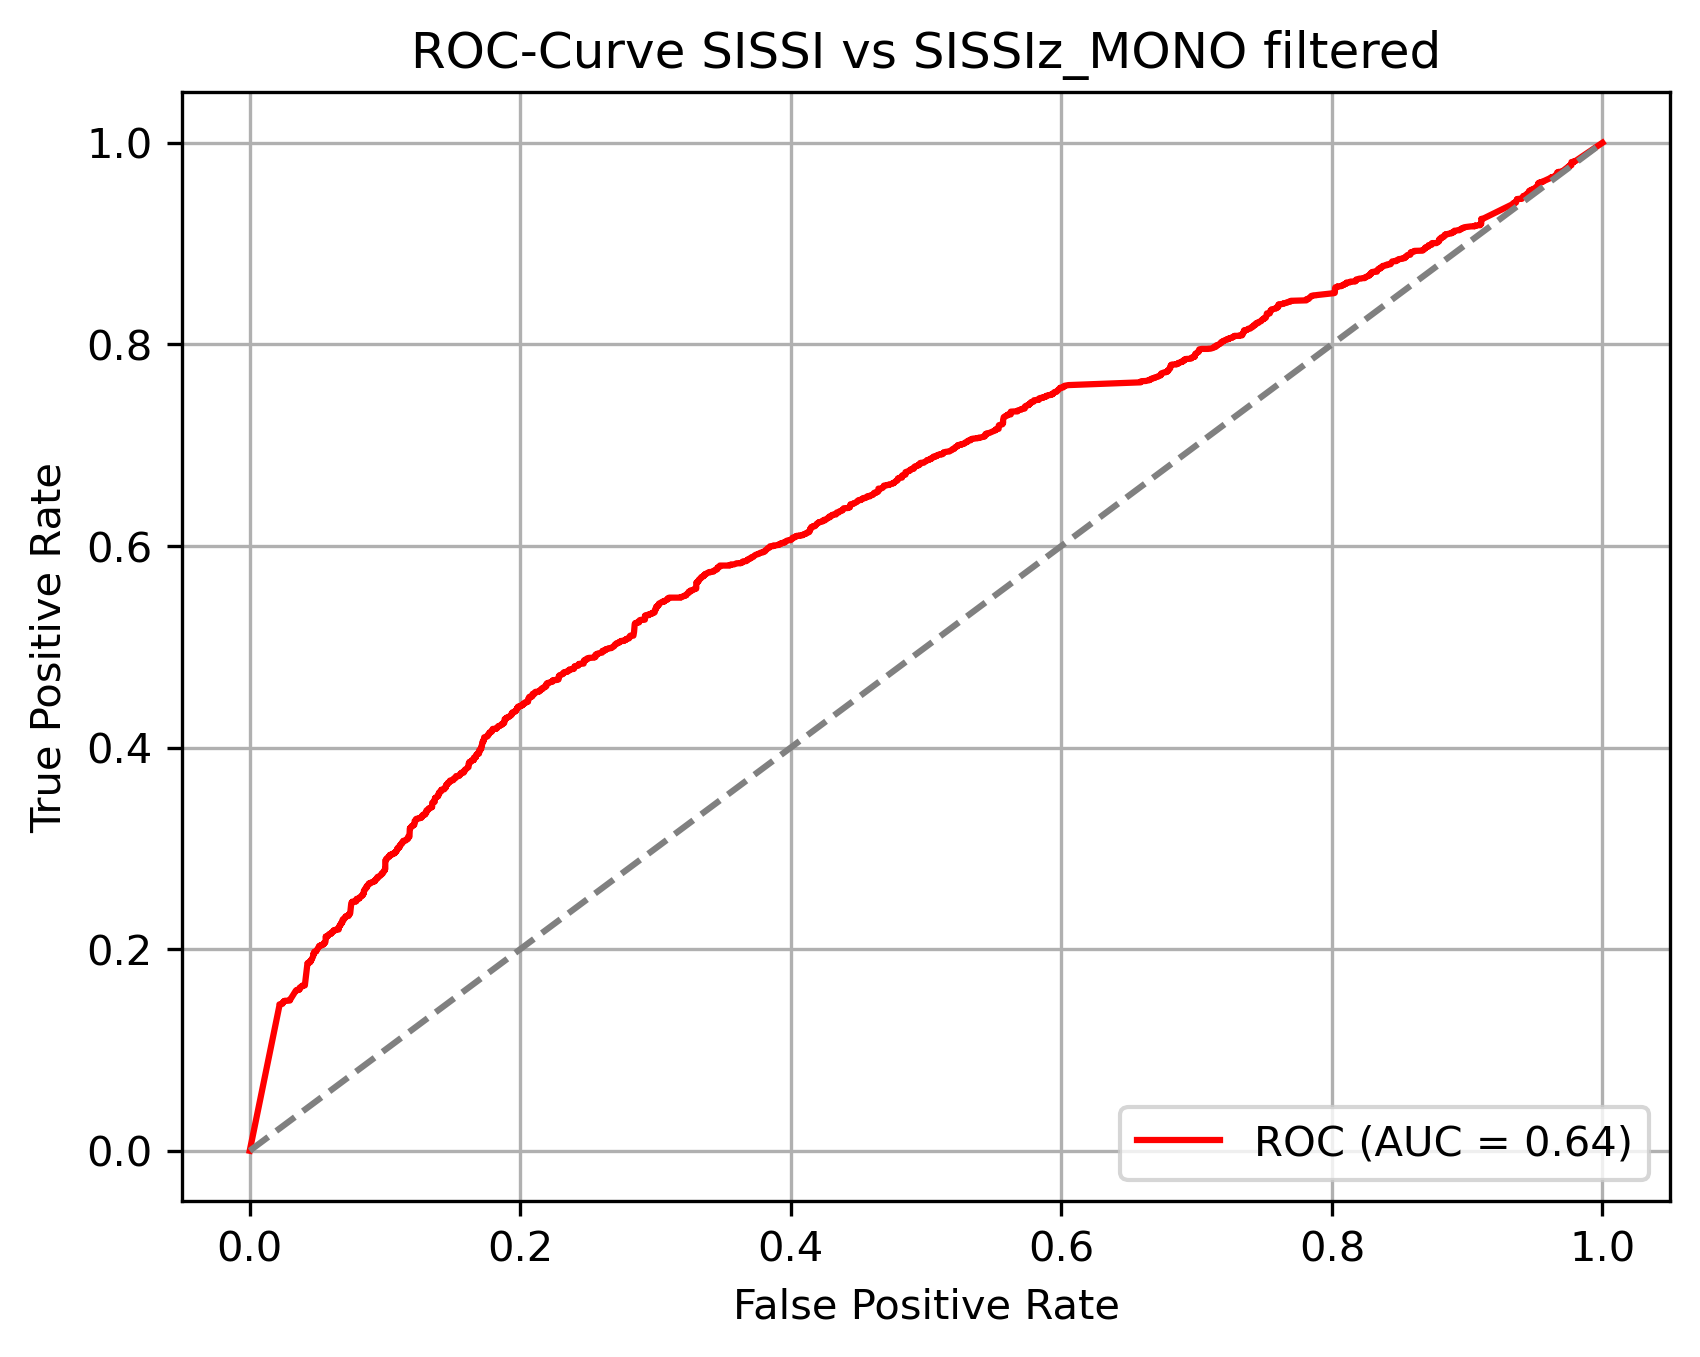 ROC-Curve SISSI vs SISSIz_MONO filtered
1.0
0.8
0.6
0.4
0.2
0.0
True Positive Rate
ROC (AUC = 0.64)
0.0 0.2 0.4 0.6 0.8 1.0
False Positive Rate